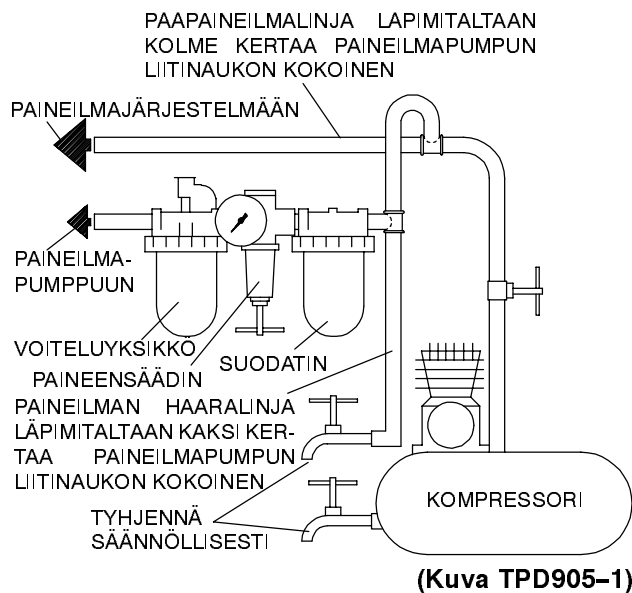 PAAPAINEILMALINJA LAPIMITALTAAN
KOLME KERTAA PAINEILMAPUMPUN
LIITINAUKON KOKOINEN
PAINEILMAJÄRJESTELMÄÄN
PAINEILMA-
PUMPPUUN
VOITELUYKSIKKÖ
SUODATIN
PAINEENSÄÄDIN
PAINEILMAN HAARALINJA
LÄPIMITALTAAN KAKSI KER-
TAA PAINEILMAPUMPUN
LIITINAUKON KOKOINEN
TYHJENNÄ
SÄÄNNÖLLISESTI
KOMPRESSORI
(Kuva TPD905–1)